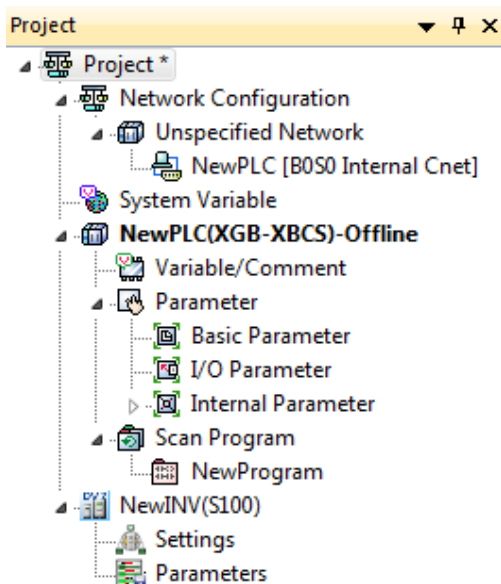 Project
Project *
Network Configuration
Unspecified Network
NewPLC [B0S0 Internal Cnet]
System Variable
NewPLC(XGB-XBCS)-Offline
Variable/Comment
Parameter
Basic Parameter
I/O Parameter
Internal Parameter
Scan Program
NewProgram
NewINV(S100)
Settings
Parameters